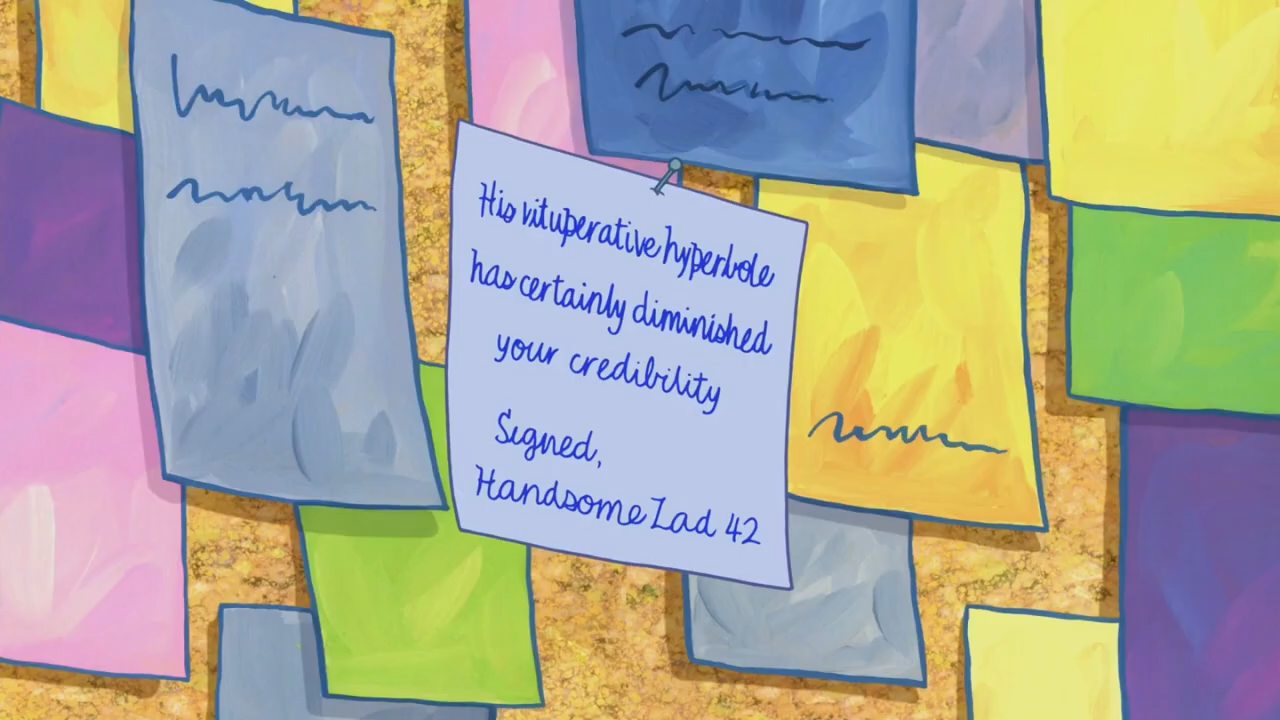 His vituperative hyperbole
has certainly diminished
your credibility
Signed,
Handsome Lad 42